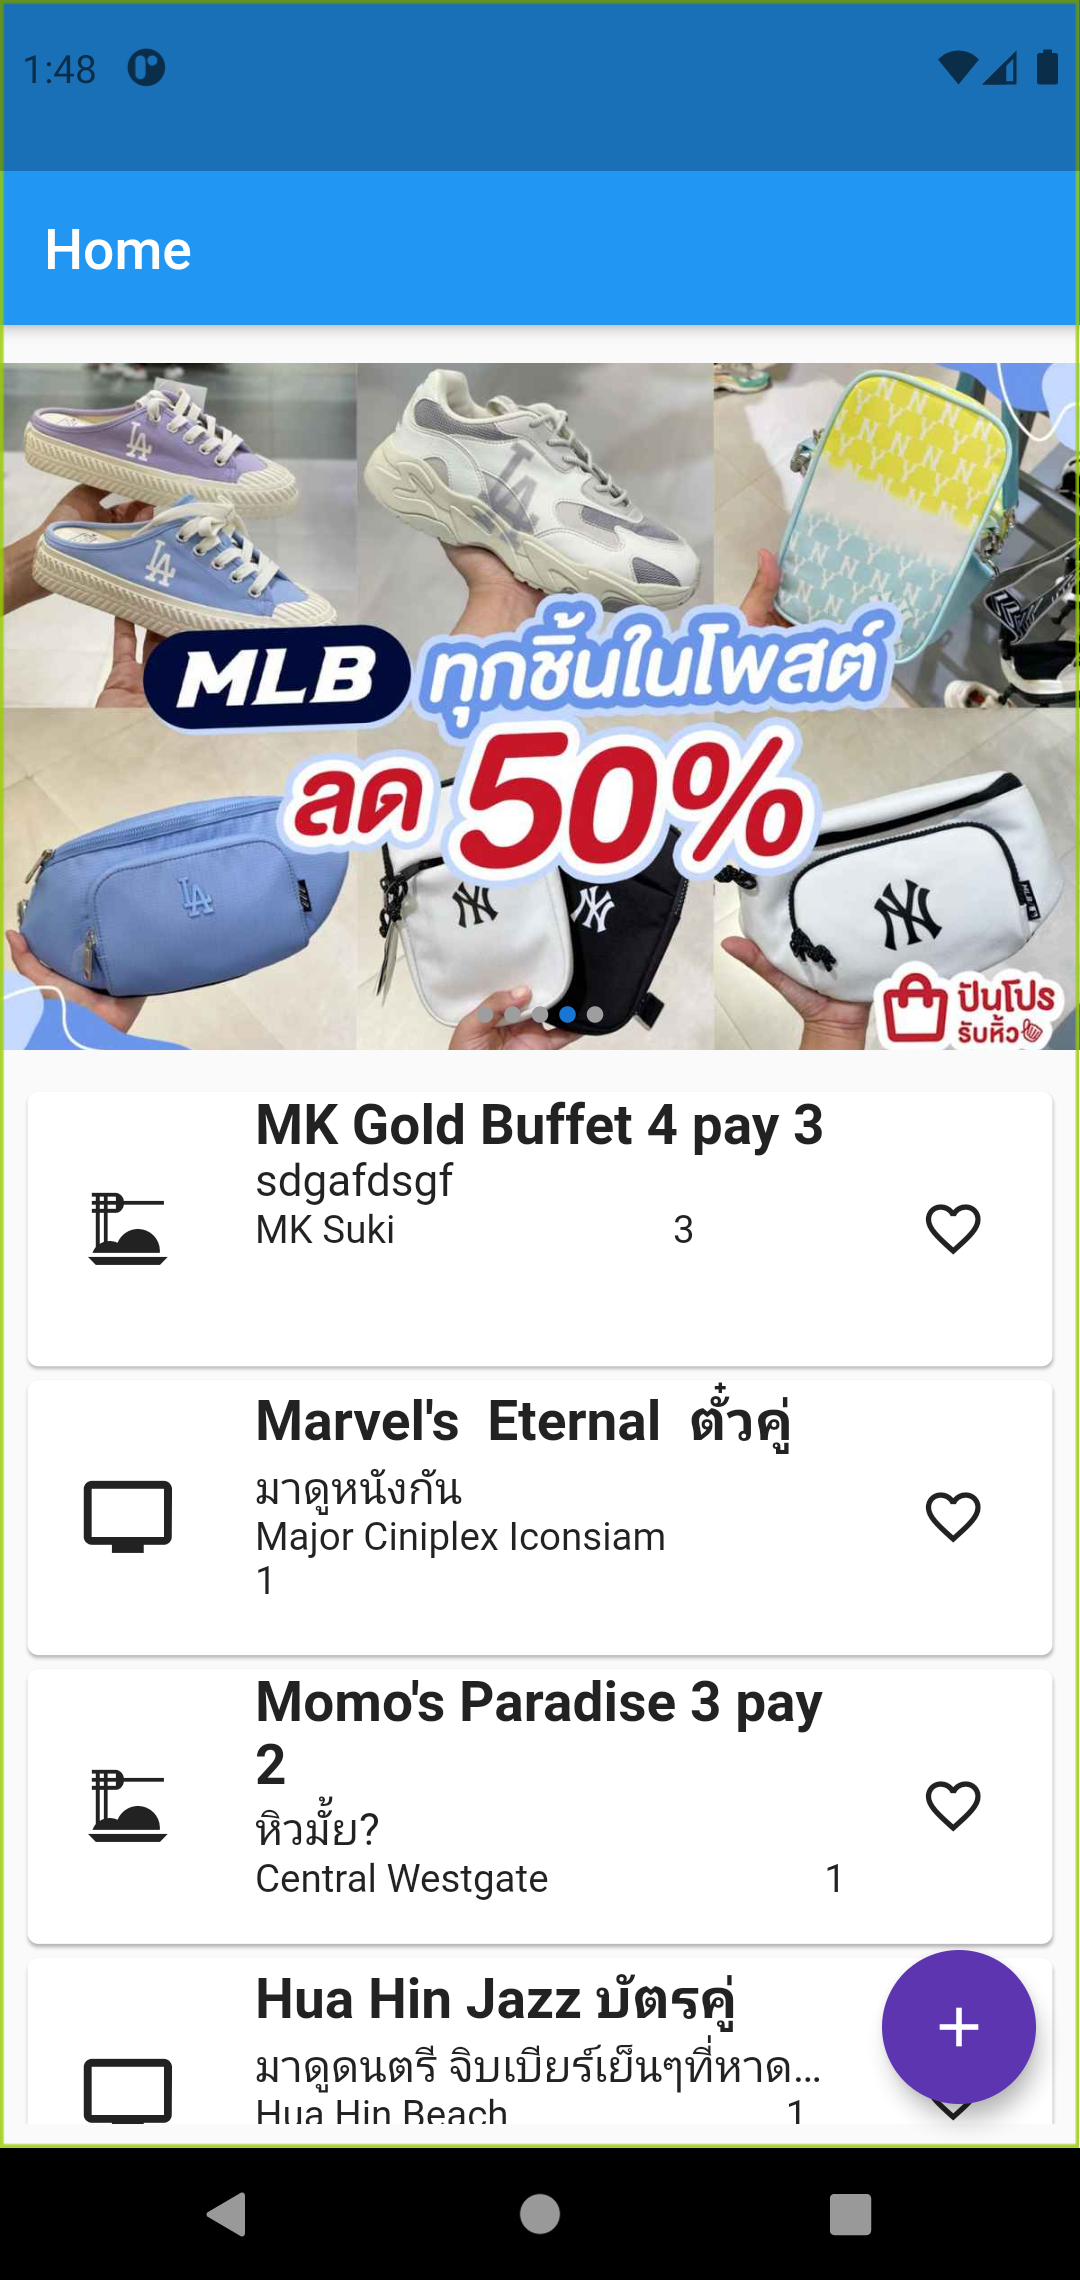 1:48
Home
MLB ทุกชิ้นในโพสต์
ลด 50%
ปันโปร
รับหิ้ว
MK Gold Buffet 4 pay 3
sdgafdsgf
MK Suki 3
Marvel's  Eternal  ตั๋วคู่
มาดูหนังกัน
Major Ciniplex Iconsiam
1
Momo's Paradise 3 pay
2
หิวมั้ย?
Central Westgate 1
Hua Hin Jazz บัตรคู่
มาดูดนตรี จิบเบียร์เย็นๆที่หาด...
Hua Hin Beach 1